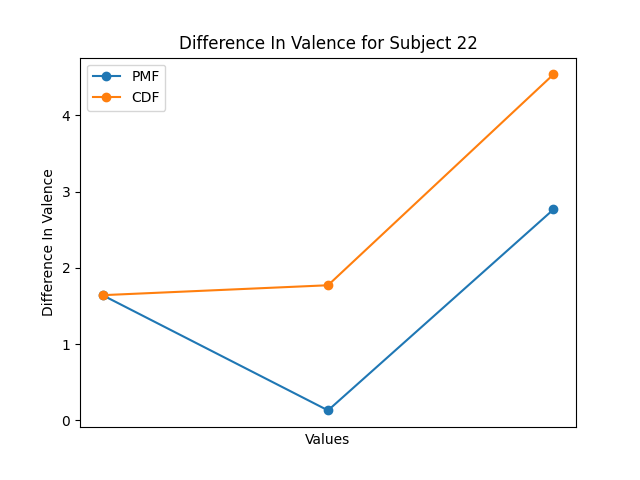 Difference In Valence for Subject 22
PMF
CDF
4
3
2
1
0
Difference In Valence
Values